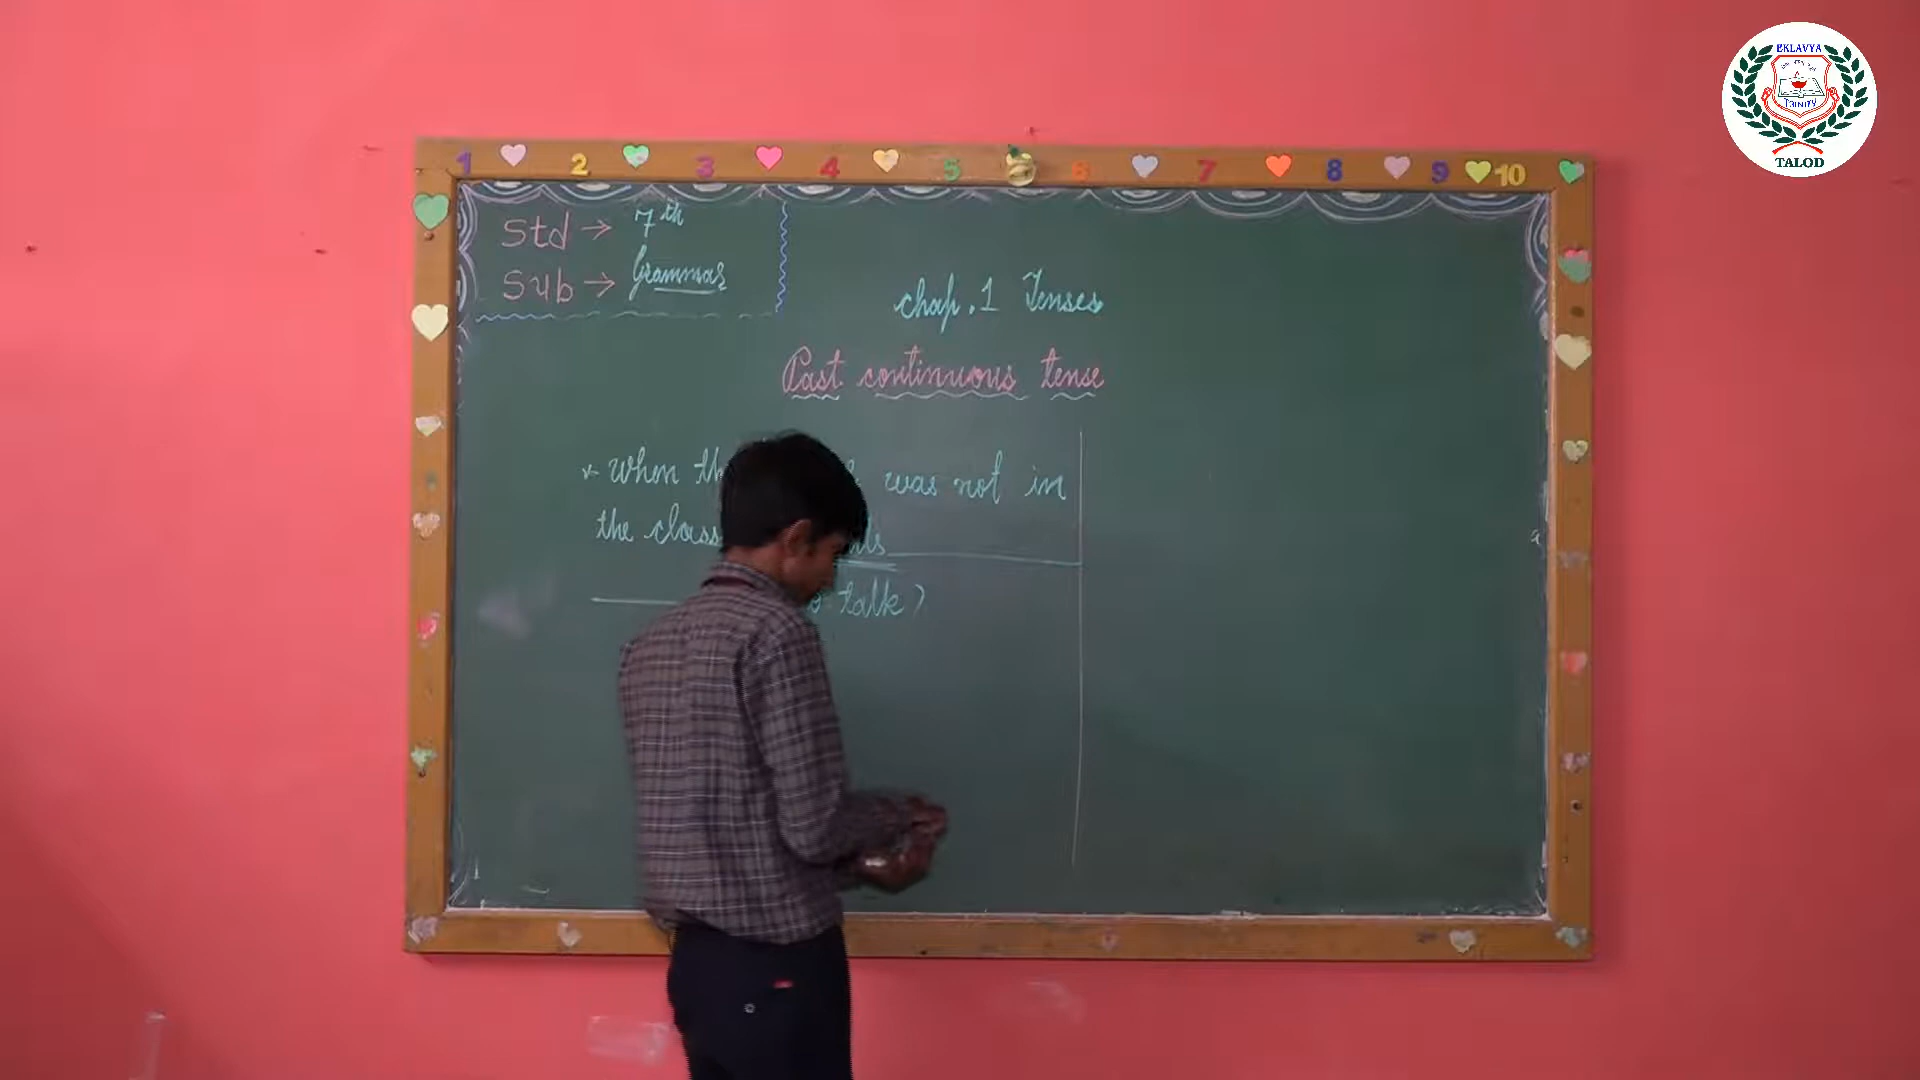 EKLAVYA
TRINITY
TALOD
1 2 3 4 5 6 7 8 9 10
Std → 7th
Sub → Grammar
Chap. 1 Tenses
Past continuous tense
* When was not in
the class
talk)